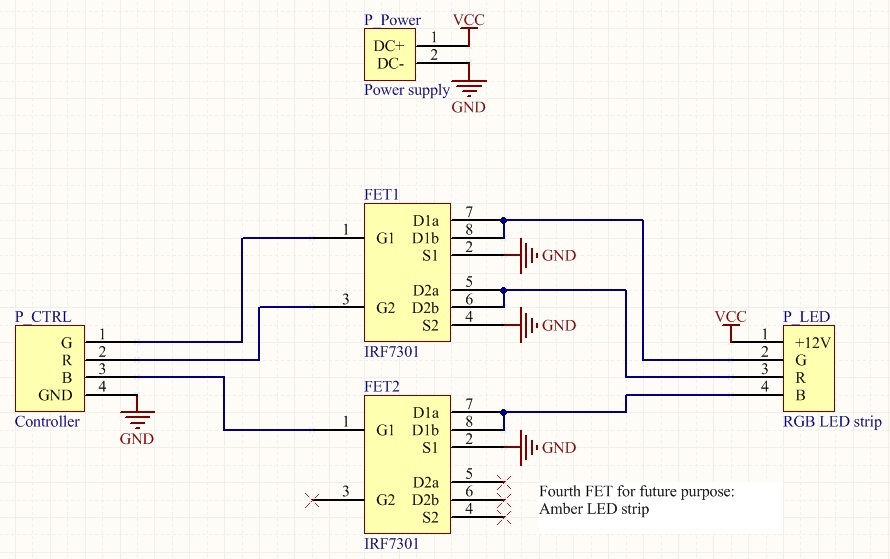 P_Power
VCC
DC+ 1
DC- 2
Power supply
GND
FET1
1 G1
3 G2
D1a 7
D1b 8
S1 2
GND
D2a 5
D2b 6
S2 4
GND
IRF7301
P_CTRL
G 1
R 2
B 3
GND 4
Controller
GND
VCC
P_LED
1 +12V
2 G
3 R
4 B
RGB LED strip
FET2
1 G1
3 G2
D1a 7
D1b 8
S1 2
GND
D2a 5
D2b 6
S2 4
IRF7301
Fourth FET for future purpose:
Amber LED strip